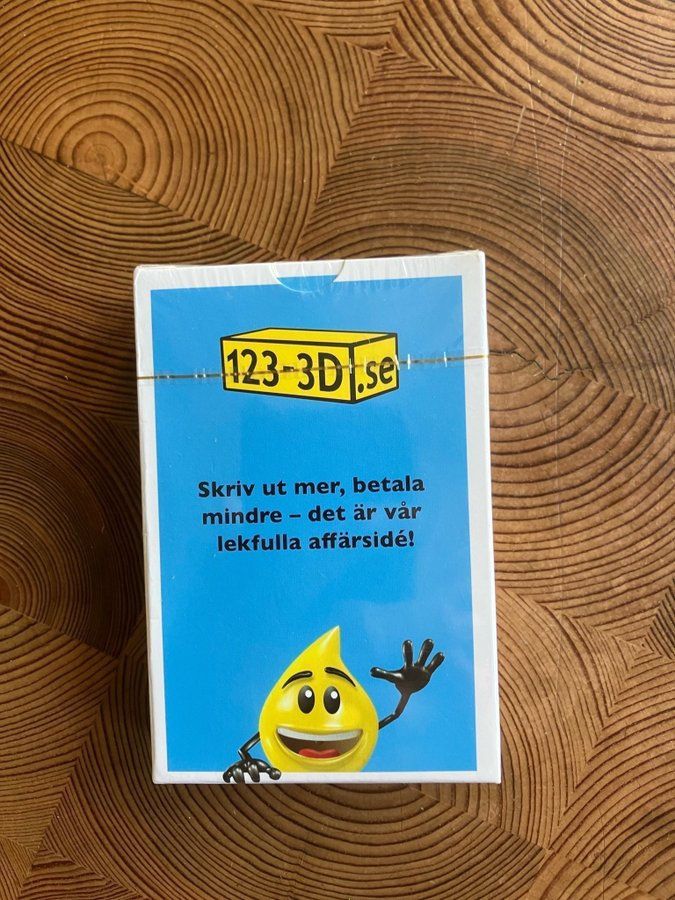 123-3D.se
Skriv ut mer, betala
mindre – det är vår
lekfulla affärsidé!